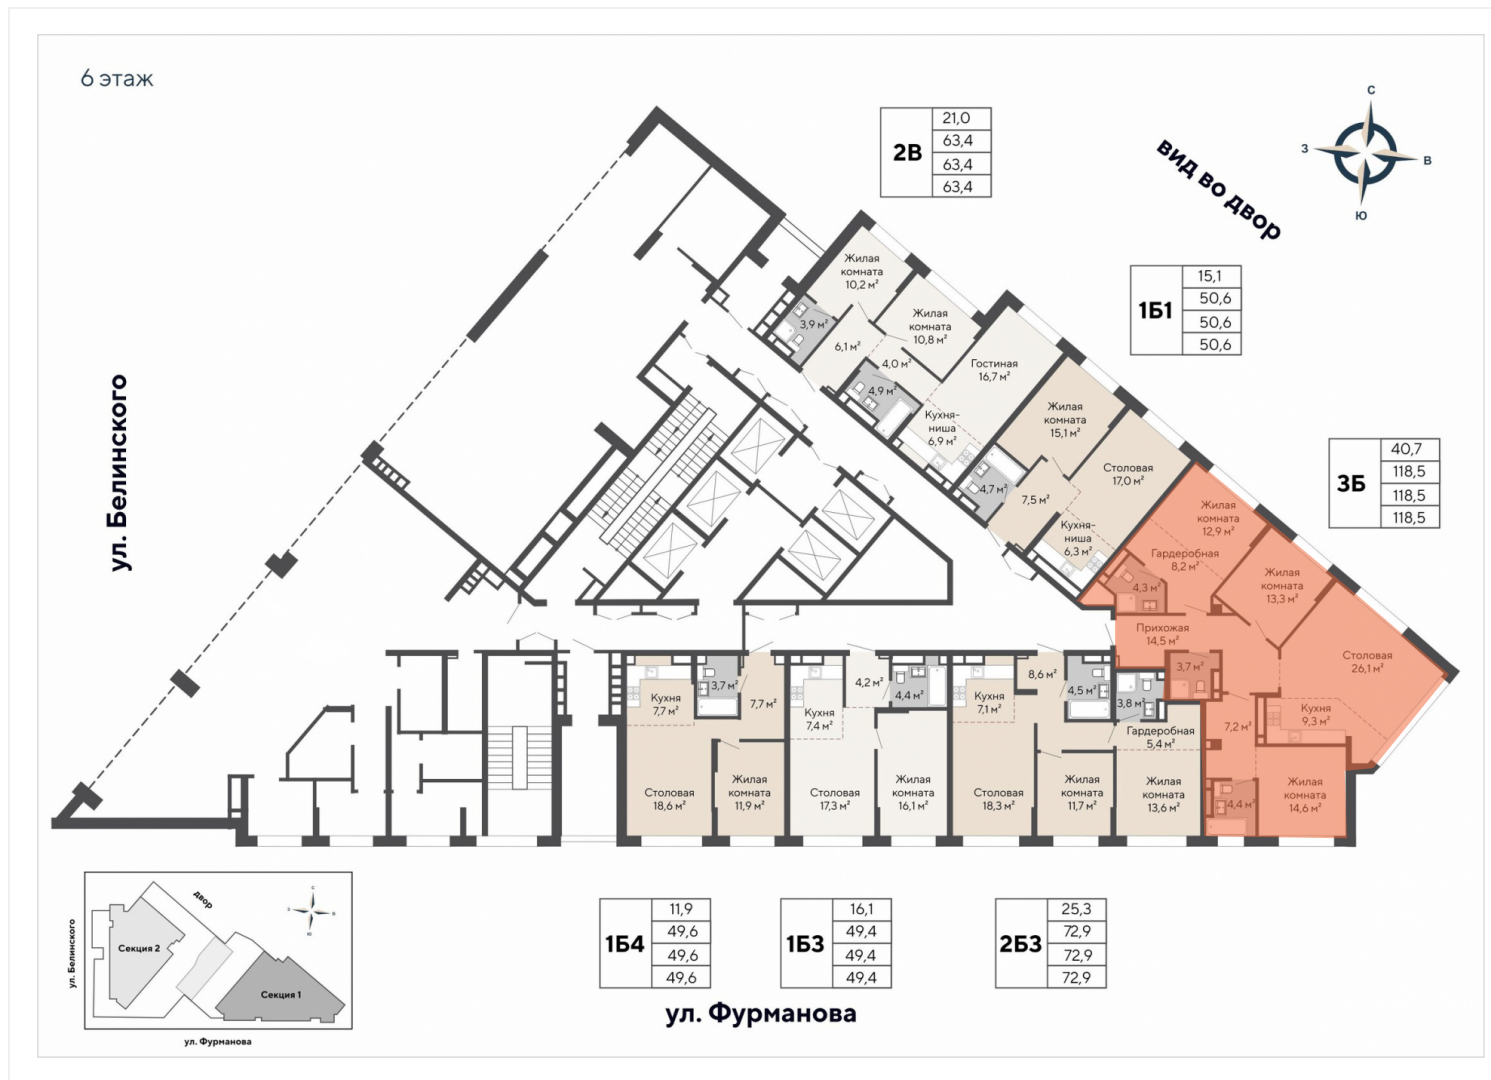 6 этаж
С
З
В
Ю
вид во двор
2В
21,0
63,4
63,4
63,4
1Б1
15,1
50,6
50,6
50,6
3Б
40,7
118,5
118,5
118,5
ул. Белинского
Жилая
комната
10,2 м²
3,9 м²
6,1 м²
Жилая
комната
10,8 м²
4,0 м²
4,9 м²
Гостиная
16,7 м²
Кухня-
ниша
6,9 м²
Жилая
комната
15,1 м²
4,7 м²
7,5 м²
Столовая
17,0 м²
Кухня-
ниша
6,3 м²
Жилая
комната
12,9 м²
Гардеробная
8,2 м²
4,3 м²
Жилая
комната
13,3 м²
Прихожая
14,5 м²
3,7 м²
Столовая
26,1 м²
Кухня
9,3 м²
7,2 м²
4,4 м²
Жилая
комната
14,6 м²
Кухня
7,7 м²
3,7 м²
7,7 м²
Столовая
18,6 м²
Жилая
комната
11,9 м²
Кухня
7,4 м²
4,2 м²
4,4 м²
Столовая
17,3 м²
Жилая
комната
16,1 м²
Кухня
7,1 м²
8,6 м²
4,5 м²
3,8 м²
Гардеробная
5,4 м²
Столовая
18,3 м²
Жилая
комната
11,7 м²
Жилая
комната
13,6 м²
1Б4
11,9
49,6
49,6
49,6
1Б3
16,1
49,4
49,4
49,4
2Б3
25,3
72,9
72,9
72,9
ул. Фурманова
двор
ул. Белинского
Секция 2
Секция 1
ул. Фурманова